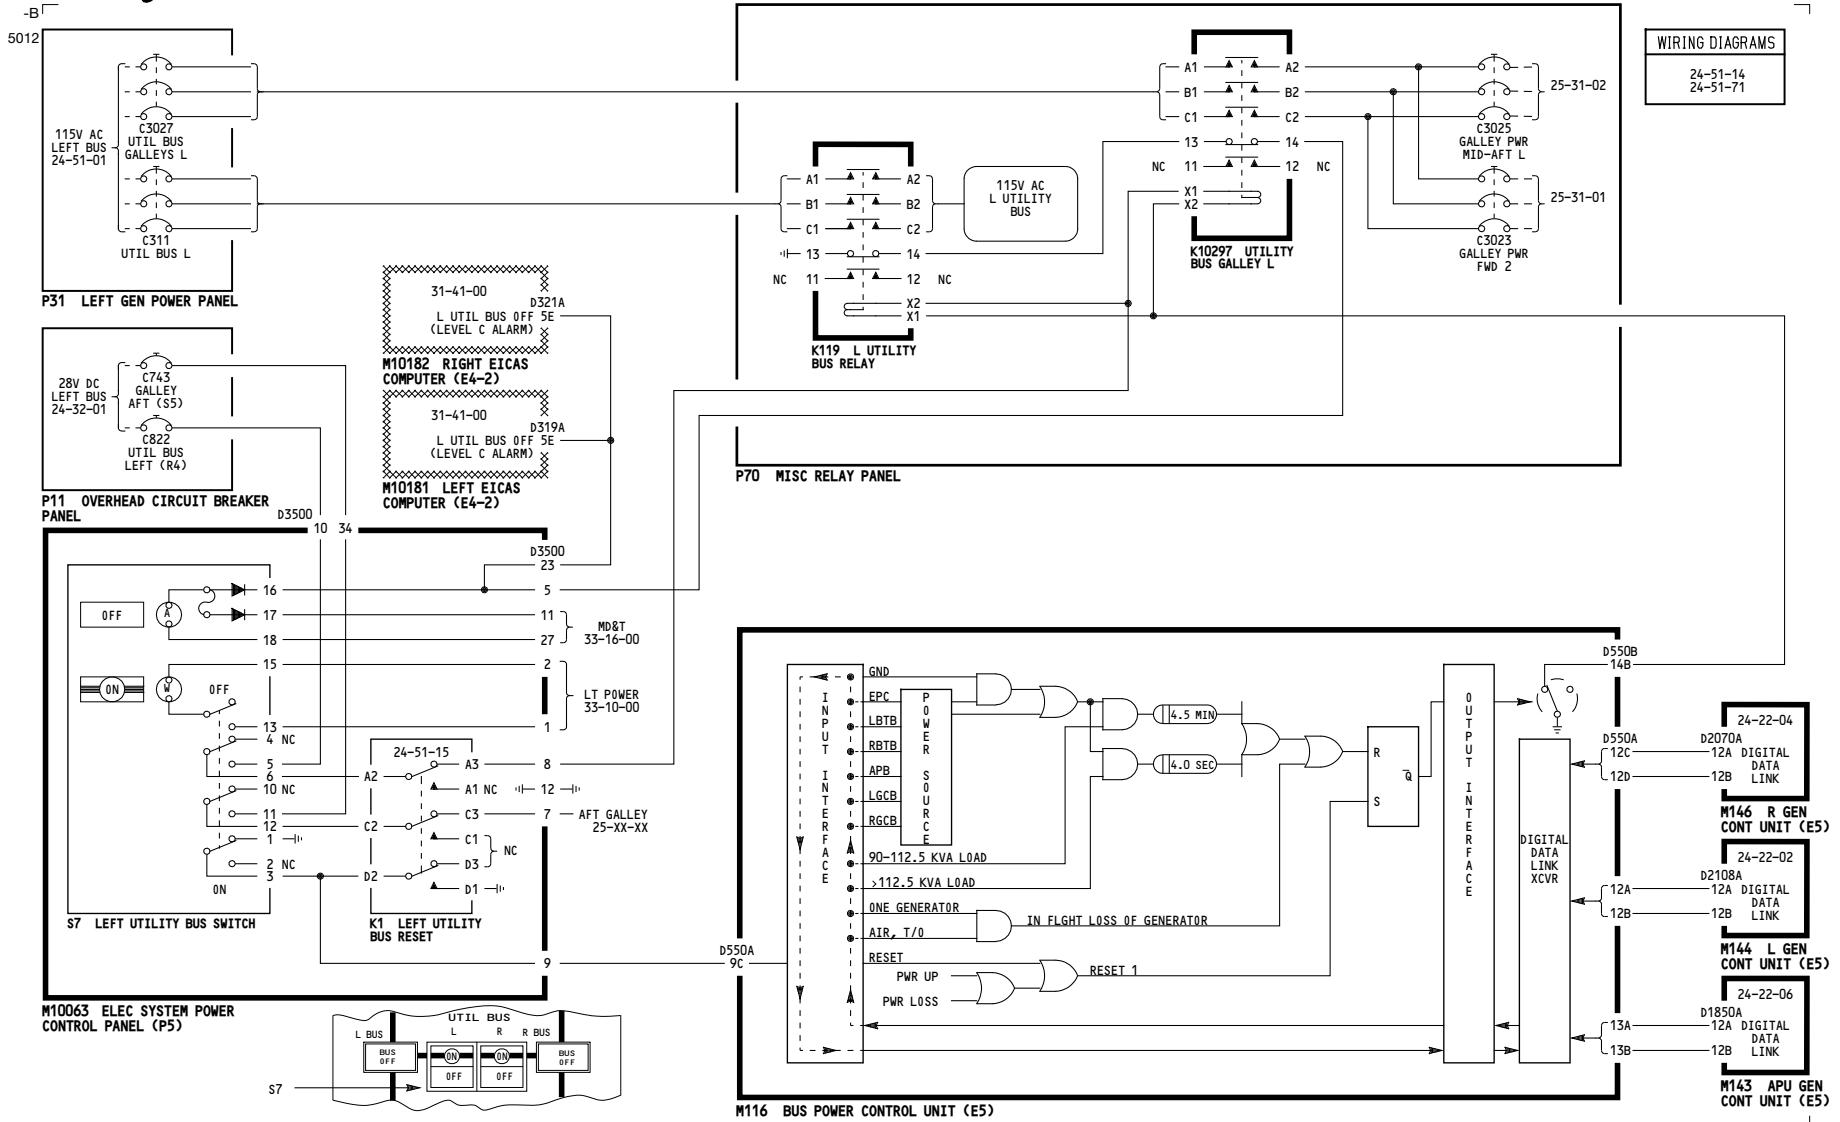 -B
5012
WIRING DIAGRAMS
24-51-14
24-51-71
115V AC
LEFT BUS
24-51-01
C3027
UTIL BUS
GALLEYS L
C311
UTIL BUS L
P31 LEFT GEN POWER PANEL
28V DC
LEFT BUS
24-32-01
C743
GALLEY
AFT (S5)
C822
UTIL BUS
LEFT (R4)
P11 OVERHEAD CIRCUIT BREAKER
PANEL
31-41-00
D321A
L UTIL BUS OFF 5E
(LEVEL C ALARM)
M10182 RIGHT EICAS
COMPUTER (E4-2)
31-41-00
D319A
L UTIL BUS OFF 5E
(LEVEL C ALARM)
M10181 LEFT EICAS
COMPUTER (E4-2)
A1 A2
B1 B2
C1 C2
13 14
NC 11 12 NC
X2
X1
K119 L UTILITY
BUS RELAY
115V AC
L UTILITY
BUS
A1 A2
B1 B2
C1 C2
13 14
NC 11 12 NC
X1
X2
K10297 UTILITY
BUS GALLEY L
25-31-02
C3025
GALLEY PWR
MID-AFT L
25-31-01
C3023
GALLEY PWR
FWD 2
P70 MISC RELAY PANEL
D3500
10 34
D3500
23
16 5
OFF A
17 11
MD&T
33-16-00
18 27
15 2
ON W OFF
LT POWER
33-10-00
13 1
4 NC
5
6
10 NC
11
12
1
2 NC
3
ON
S7 LEFT UTILITY BUS SWITCH
24-51-15
A2 A3 8
A1 NC 12
C2 C3 7 AFT GALLEY
25-XX-XX
C1
NC
D3
D2
D1
K1 LEFT UTILITY
BUS RESET
9
M10063 ELEC SYSTEM POWER
CONTROL PANEL (P5)
UTIL BUS
L BUS L R R BUS
BUS
OFF
ON
OFF
ON
OFF
BUS
OFF
S7
D550A
9C
INPUT INTERFACE
GND
EPC
LBTB
RBTB
APB
LGCB
RGCB
POWER SOURCE
90-112.5 KVA LOAD
>112.5 KVA LOAD
ONE GENERATOR
AIR, T/O
IN FLGHT LOSS OF GENERATOR
RESET
PWR UP
PWR LOSS
RESET 1
4.5 MIN
4.0 SEC
R
Q̅
S
OUTPUT INTERFACE
DIGITAL
DATA
LINK
XCVR
D550B
14B
M116 BUS POWER CONTROL UNIT (E5)
24-22-04
D550A D2070A
12C 12A DIGITAL
DATA
12D 12B LINK
M146 R GEN
CONT UNIT (E5)
24-22-02
D2108A
12A 12A DIGITAL
DATA
12B 12B LINK
M144 L GEN
CONT UNIT (E5)
24-22-06
D1850A
13A 12A DIGITAL
DATA
13B 12B LINK
M143 APU GEN
CONT UNIT (E5)